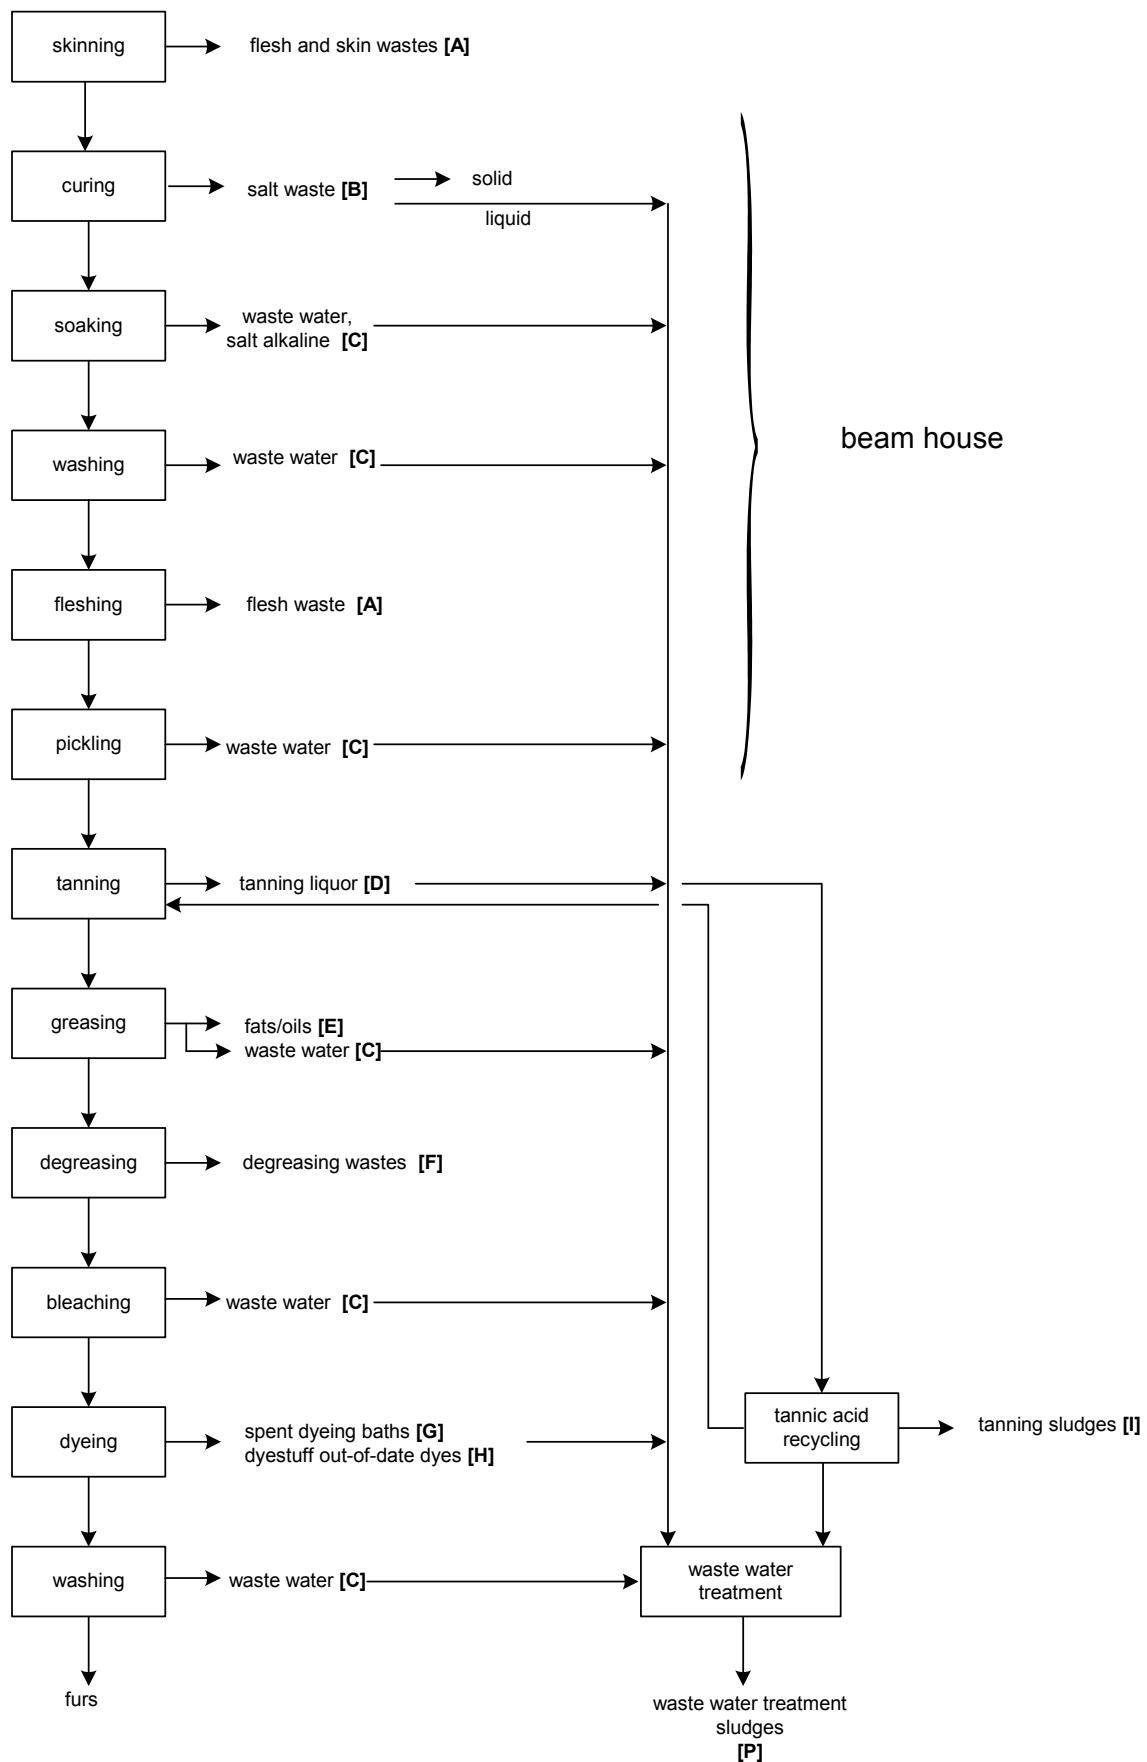 skinning
flesh and skin wastes [A]
curing
salt waste [B]
solid
liquid
soaking
waste water,
salt alkaline [C]
washing
waste water [C]
beam house
fleshing
flesh waste [A]
pickling
waste water [C]
tanning
tanning liquor [D]
greasing
fats/oils [E]
waste water [C]
degreasing
degreasing wastes [F]
bleaching
waste water [C]
dyeing
spent dyeing baths [G]
dyestuff out-of-date dyes [H]
tannic acid
recycling
tanning sludges [I]
washing
waste water [C]
waste water
treatment
furs
waste water treatment
sludges
[P]